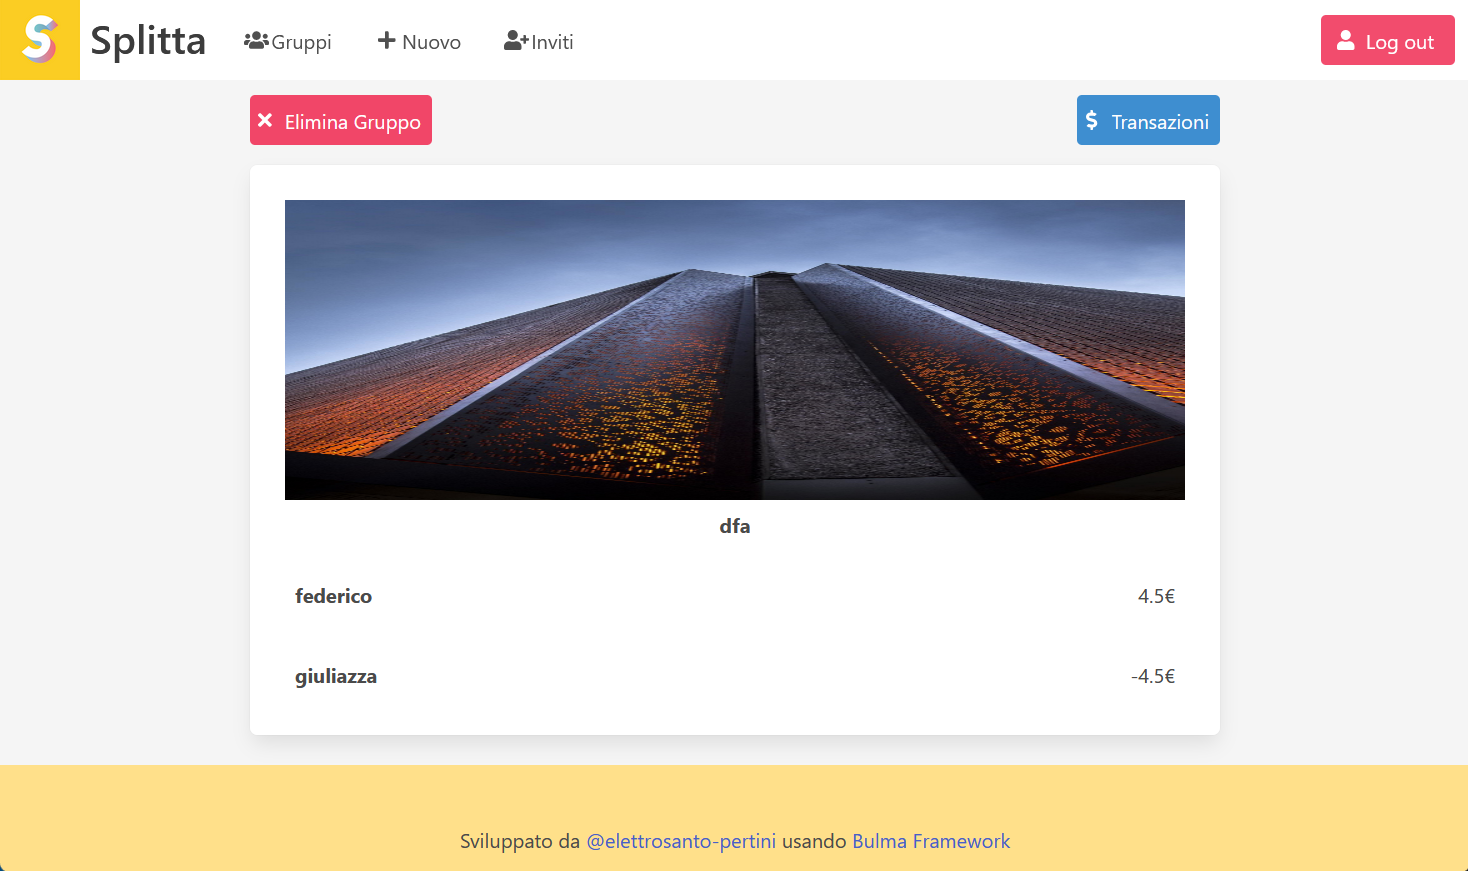 Splitta Gruppi Nuovo Inviti Log out
Elimina Gruppo Transazioni
dfa
federico 4.5€
giuliazza -4.5€
Sviluppato da @elettrosanto-pertini usando Bulma Framework